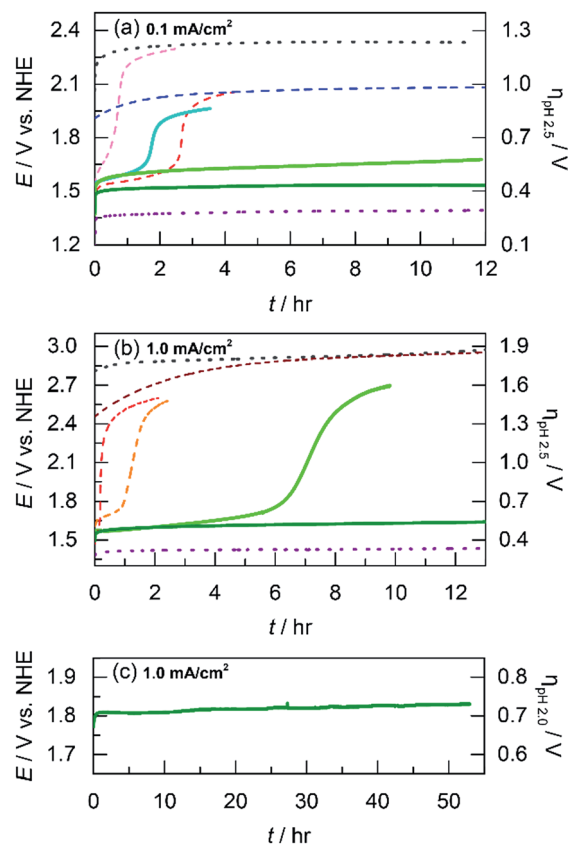 (a) 0.1 mA/cm²
2.4
2.1
1.8
1.5
1.2
E / V vs. NHE
1.3
1.0
0.7
0.4
0.1
η pH 2.5 / V
0 2 4 6 8 10 12
t / hr
(b) 1.0 mA/cm²
3.0
2.7
2.4
2.1
1.8
1.5
E / V vs. NHE
1.9
1.6
1.3
1.0
0.7
0.4
η pH 2.5 / V
0 2 4 6 8 10 12
t / hr
(c) 1.0 mA/cm²
1.9
1.8
1.7
E / V vs. NHE
0.8
0.7
0.6
η pH 2.0 / V
0 10 20 30 40 50
t / hr